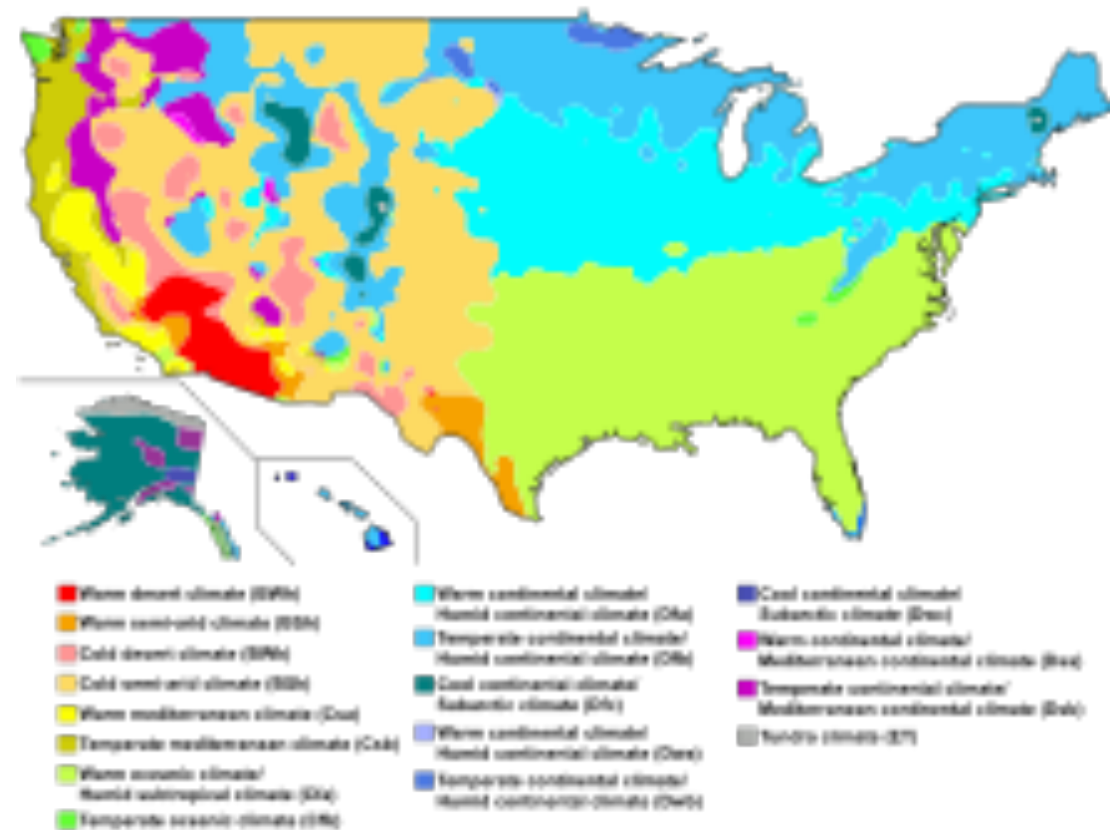 Warm desert climate (BWh)
Warm semi-arid climate (BSh)
Cold desert climate (BWk)
Cold semi-arid climate (BSk)
Warm mediterranean climate (Csa)
Temperate mediterranean climate (Csb)
Warm oceanic climate/
Humid subtropical climate (Cfa)
Temperate oceanic climate (Cfb)
Warm continental climate/
Humid continental climate (Dfa)
Temperate continental climate/
Humid continental climate (Dfb)
Cool continental climate/
Subarctic climate (Dfc)
Warm continental climate/
Humid continental climate (Dwa)
Temperate continental climate/
Humid continental climate (Dwb)
Cool continental climate/
Subarctic climate (Dwc)
Warm continental climate/
Mediterranean continental climate (Dsa)
Temperate continental climate/
Mediterranean continental climate (Dsb)
Tundra climate (ET)